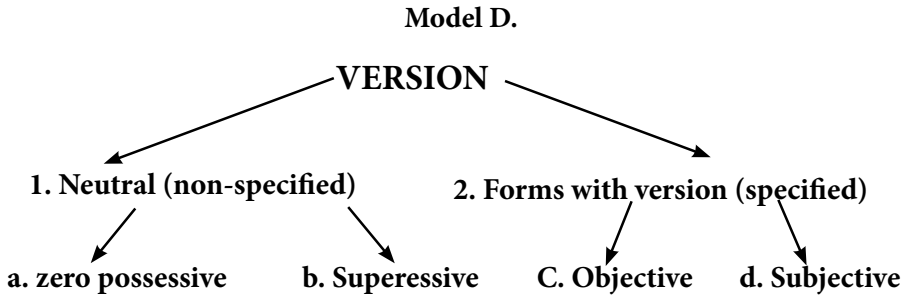 Model D.
VERSION
1. Neutral (non-specified)
2. Forms with version (specified)
a. zero possessive
b. Superessive
C. Objective
d. Subjective